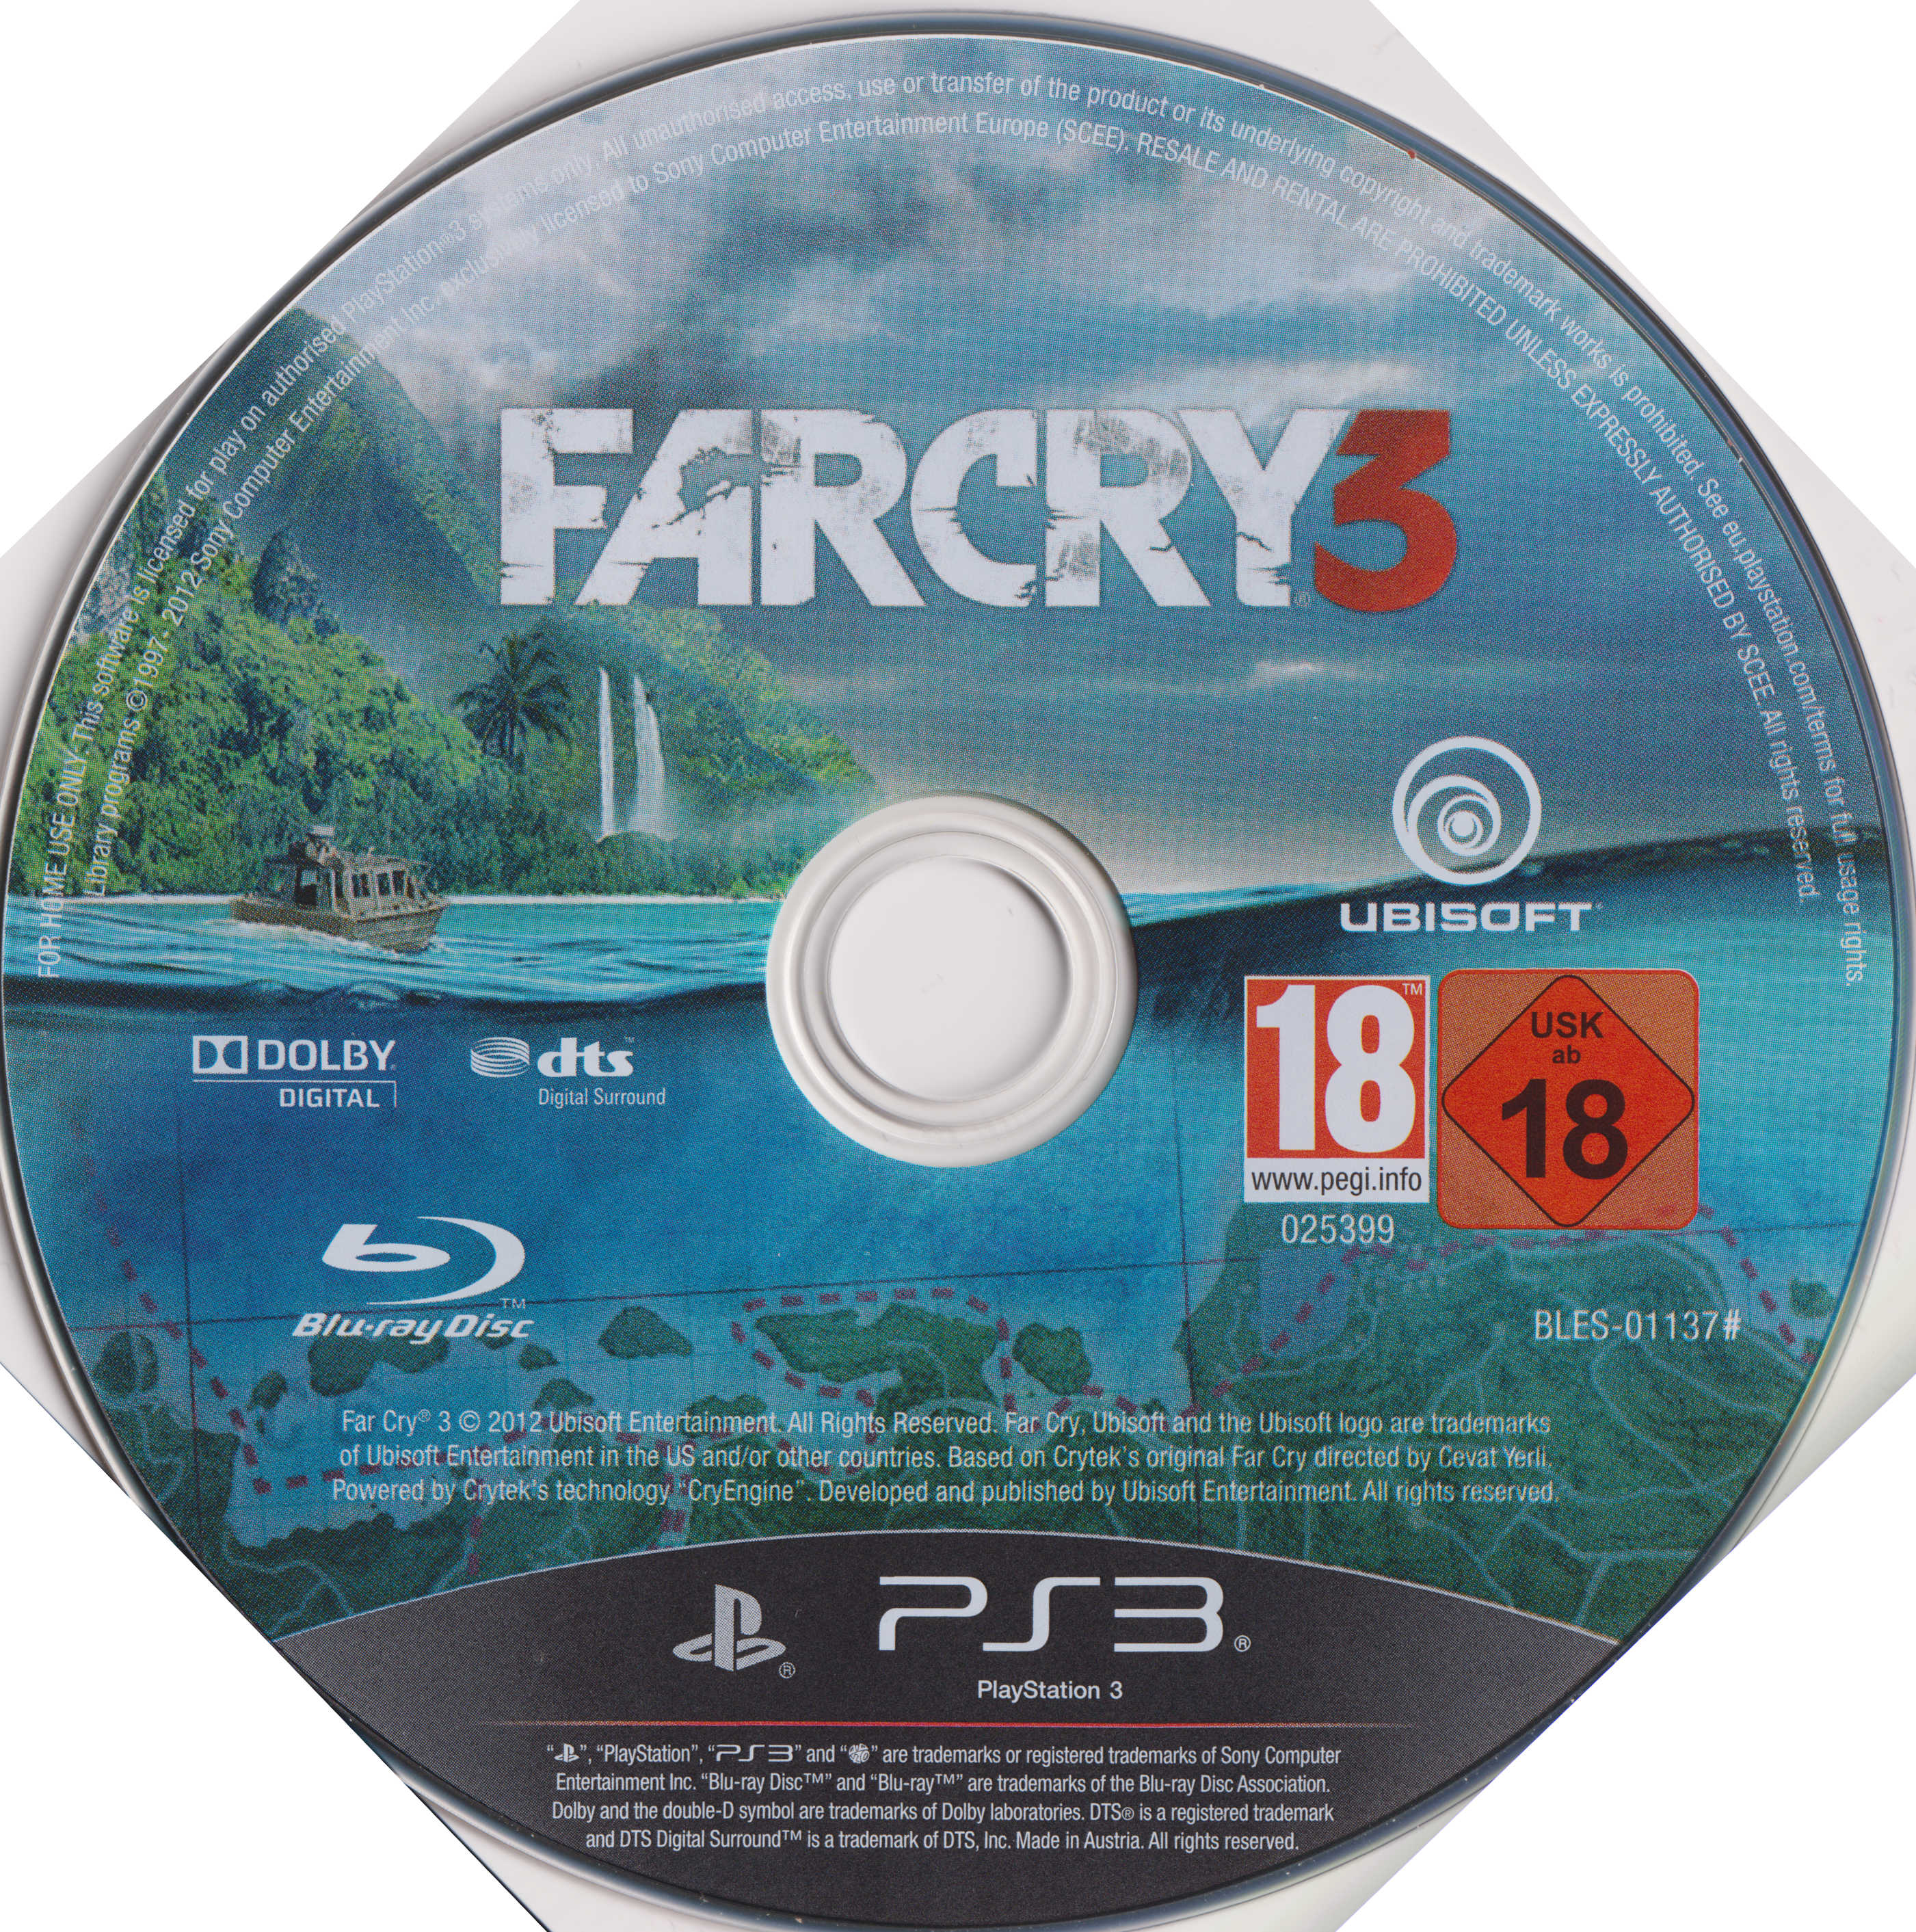 FOR HOME USE ONLY. This software is licensed for play on authorised PlayStation®3 systems only. All unauthorised access, use or transfer of the product or its underlying copyright and trademark works is prohibited. See eu.playstation.com/terms for full usage rights.
Library programs ©1997- 2012 Sony Computer Entertainment Inc. exclusively licensed to Sony Computer Entertainment Europe (SCEE). RESALE AND RENTAL ARE PROHIBITED UNLESS EXPRESSLY AUTHORISED BY SCEE. All rights reserved.
FARCRY3®
UBISOFT
DOLBY®
DIGITAL
dts™
Digital Surround
18™
www.pegi.info
025399
USK
ab
18
Blu-ray Disc™
BLES-01137#
Far Cry® 3 © 2012 Ubisoft Entertainment. All Rights Reserved. Far Cry, Ubisoft and the Ubisoft logo are trademarks
of Ubisoft Entertainment in the US and/or other countries. Based on Crytek's original Far Cry directed by Cevat Yerli.
Powered by Crytek's technology "CryEngine". Developed and published by Ubisoft Entertainment. All rights reserved.
® PS3®
PlayStation 3
“ ”, “PlayStation”, “PS3” and “ ” are trademarks or registered trademarks of Sony Computer
Entertainment Inc. “Blu-ray Disc™” and “Blu-ray™” are trademarks of the Blu-ray Disc Association.
Dolby and the double-D symbol are trademarks of Dolby laboratories. DTS® is a registered trademark
and DTS Digital Surround™ is a trademark of DTS, Inc. Made in Austria. All rights reserved.